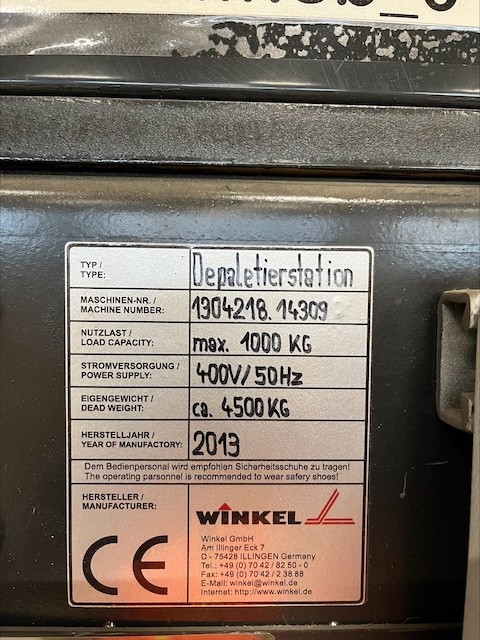 TYP / TYPE: Depaletierstation
MASCHINEN-NR. / MACHINE NUMBER: 1304218.14309
NUTZLAST / LOAD CAPACITY: max. 1000 KG
STROMVERSORGUNG / POWER SUPPLY: 400V/50Hz
EIGENGEWICHT / DEAD WEIGHT: ca. 4500KG
HERSTELLJAHR / YEAR OF MANUFACTORY: 2013
Dem Bedienpersonal wird empfohlen Sicherheitsschuhe zu tragen!
The operating parsonnel is recommended to wear safery shoes!
HERSTELLER / MANUFACTURER:
WINKEL
CE
Winkel GmbH
Am Illinger Eck 7
D - 75428 ILLINGEN Germany
Tel.: +49 (0) 70 42 / 82 50 - 0
Fax: +49 (0) 70 42 / 2 38 88
E-Mail: winkel@winkel.de
Internet: http://www.winkel.de